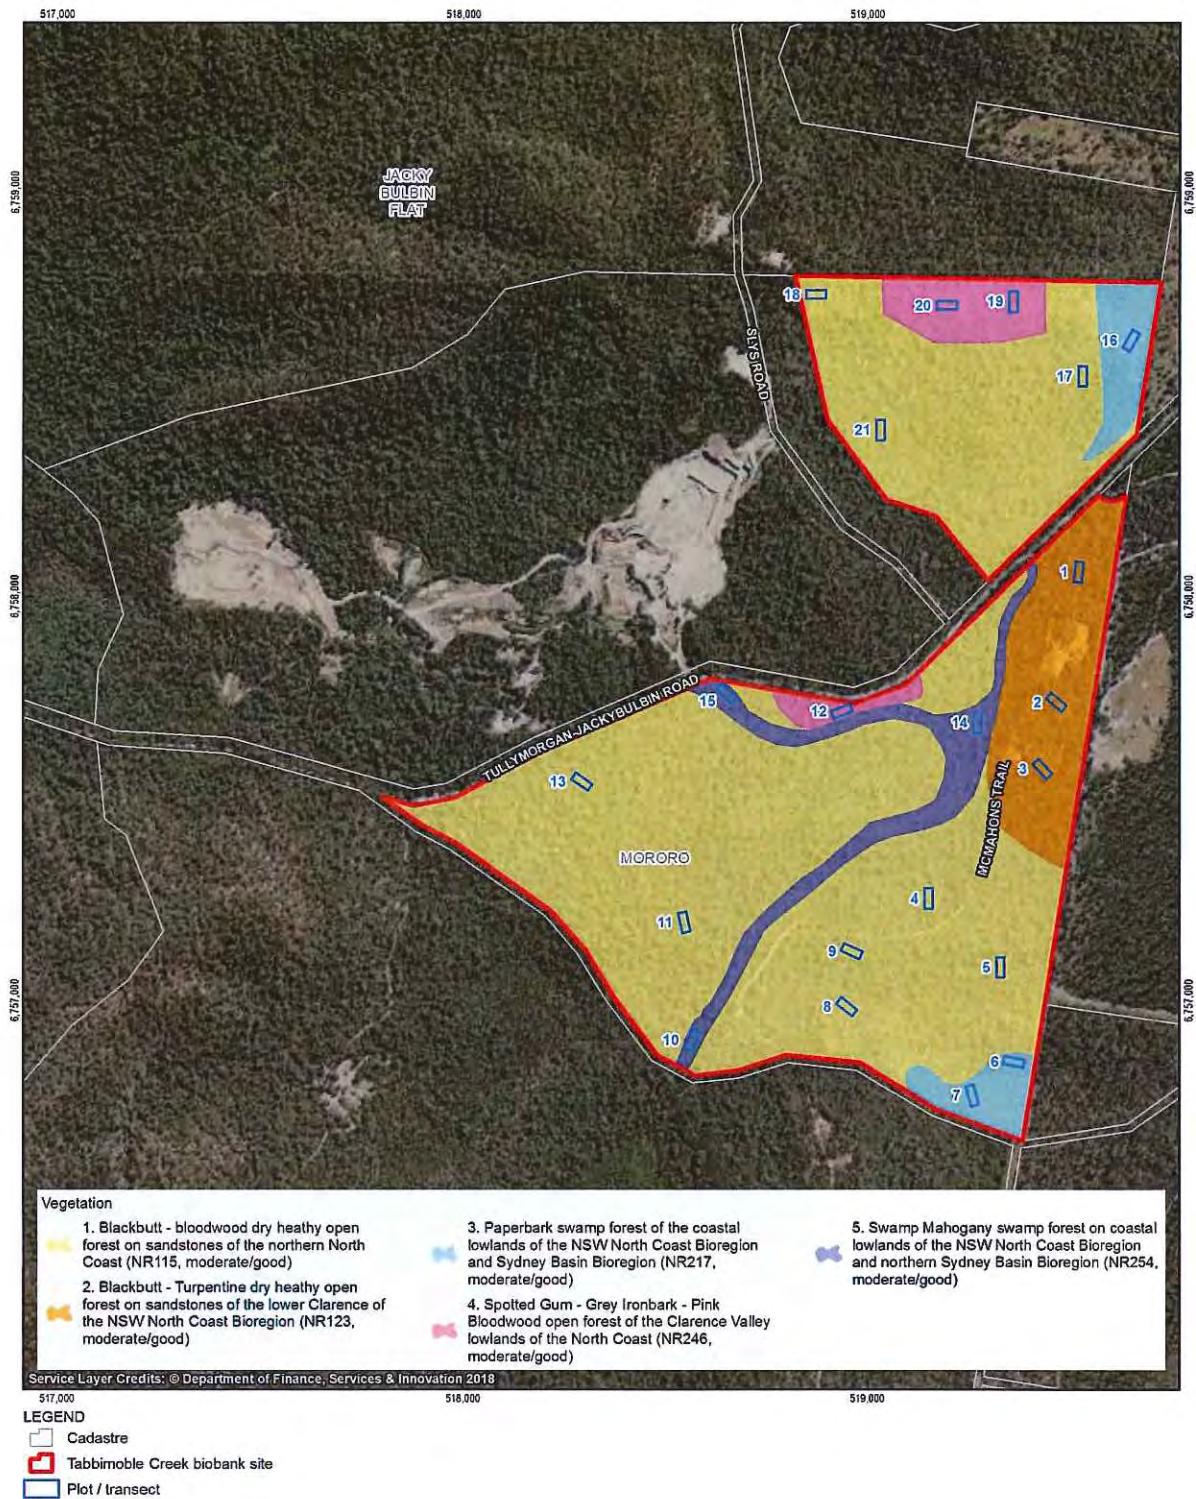 517,000 518,000 519,000
6,759,000
6,759,000
JACKY
BULBIN
FLAT
18
20
19
16
17
21
SLYS ROAD
6,758,000
6,758,000
1
2
3
TULLYMORGAN-JACKYBULBIN ROAD
15
12
14
13
MCMAHONS TRAIL
MORORO
4
11
9
5
8
6,757,000
6,757,000
10
6
7
Vegetation
1. Blackbutt - bloodwood dry heathy open
forest on sandstones of the northern North
Coast (NR115, moderate/good)
2. Blackbutt - Turpentine dry heathy open
forest on sandstones of the lower Clarence of
the NSW North Coast Bioregion (NR123,
moderate/good)
3. Paperbark swamp forest of the coastal
lowlands of the NSW North Coast Bioregion
and Sydney Basin Bioregion (NR217,
moderate/good)
4. Spotted Gum - Grey Ironbark - Pink
Bloodwood open forest of the Clarence Valley
lowlands of the North Coast (NR246,
moderate/good)
5. Swamp Mahogany swamp forest on coastal
lowlands of the NSW North Coast Bioregion
and northern Sydney Basin Bioregion (NR254,
moderate/good)
Service Layer Credits: © Department of Finance, Services & Innovation 2018
517,000 518,000 519,000
LEGEND
Cadastre
Tabbimoble Creek biobank site
Plot / transect